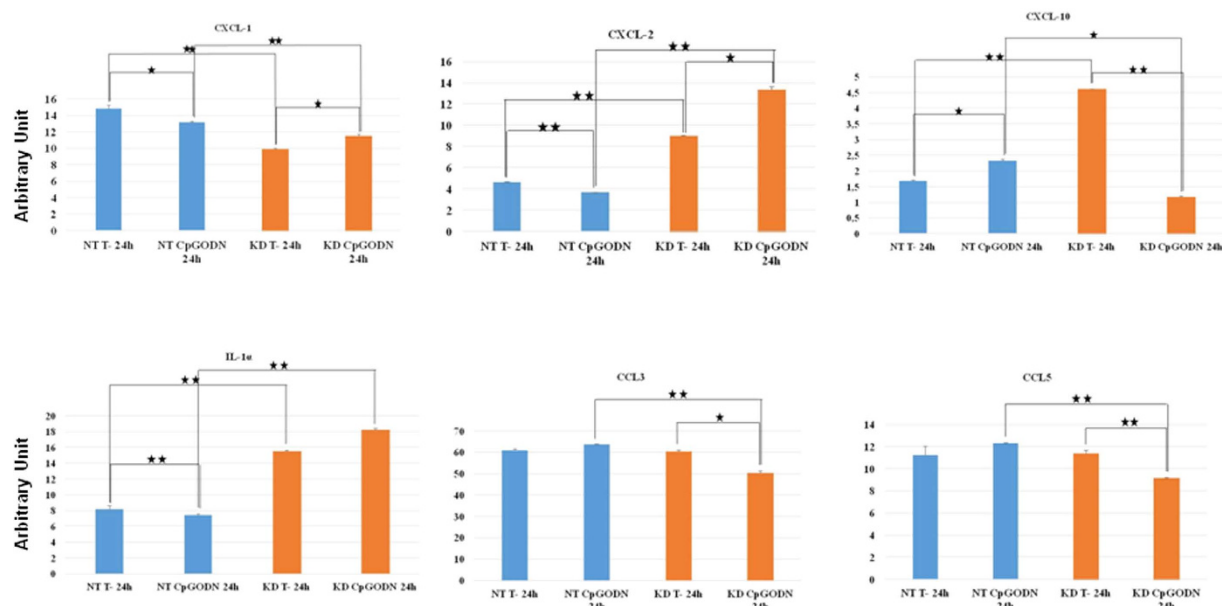 CXCL-1
★★
★★
★
★
Arbitrary Unit
16
14
12
10
8
6
4
2
0
NT T- 24h
NT CpGODN
24h
KD T- 24h
KD CpGODN
24h
CXCL-2
★★
★
★★
★★
16
14
12
10
8
6
4
2
0
NT T- 24h
NT CpGODN
24h
KD T- 24h
KD CpGODN
24h
CXCL-10
★
★★
★★
★
5
4.5
4
3.5
3
2.5
2
1.5
1
0.5
0
NT T- 24h
NT CpGODN 24h
KD T- 24h
KD CpGODN 24h
IL-1α
★★
★★
★★
Arbitrary Unit
20
18
16
14
12
10
8
6
4
2
0
NT T- 24h
NT CpGODN 24h
KD T- 24h
KD CpGODN 24h
CCL3
★★
★
70
60
50
40
30
20
10
0
NT T- 24h
NT CpGODN
24h
KD T- 24h
KD CpGODN
24h
CCL5
★★
★★
14
12
10
8
6
4
2
0
NT T- 24h
NT CpGODN
24h
KD T- 24h
KD CpGODN
24h